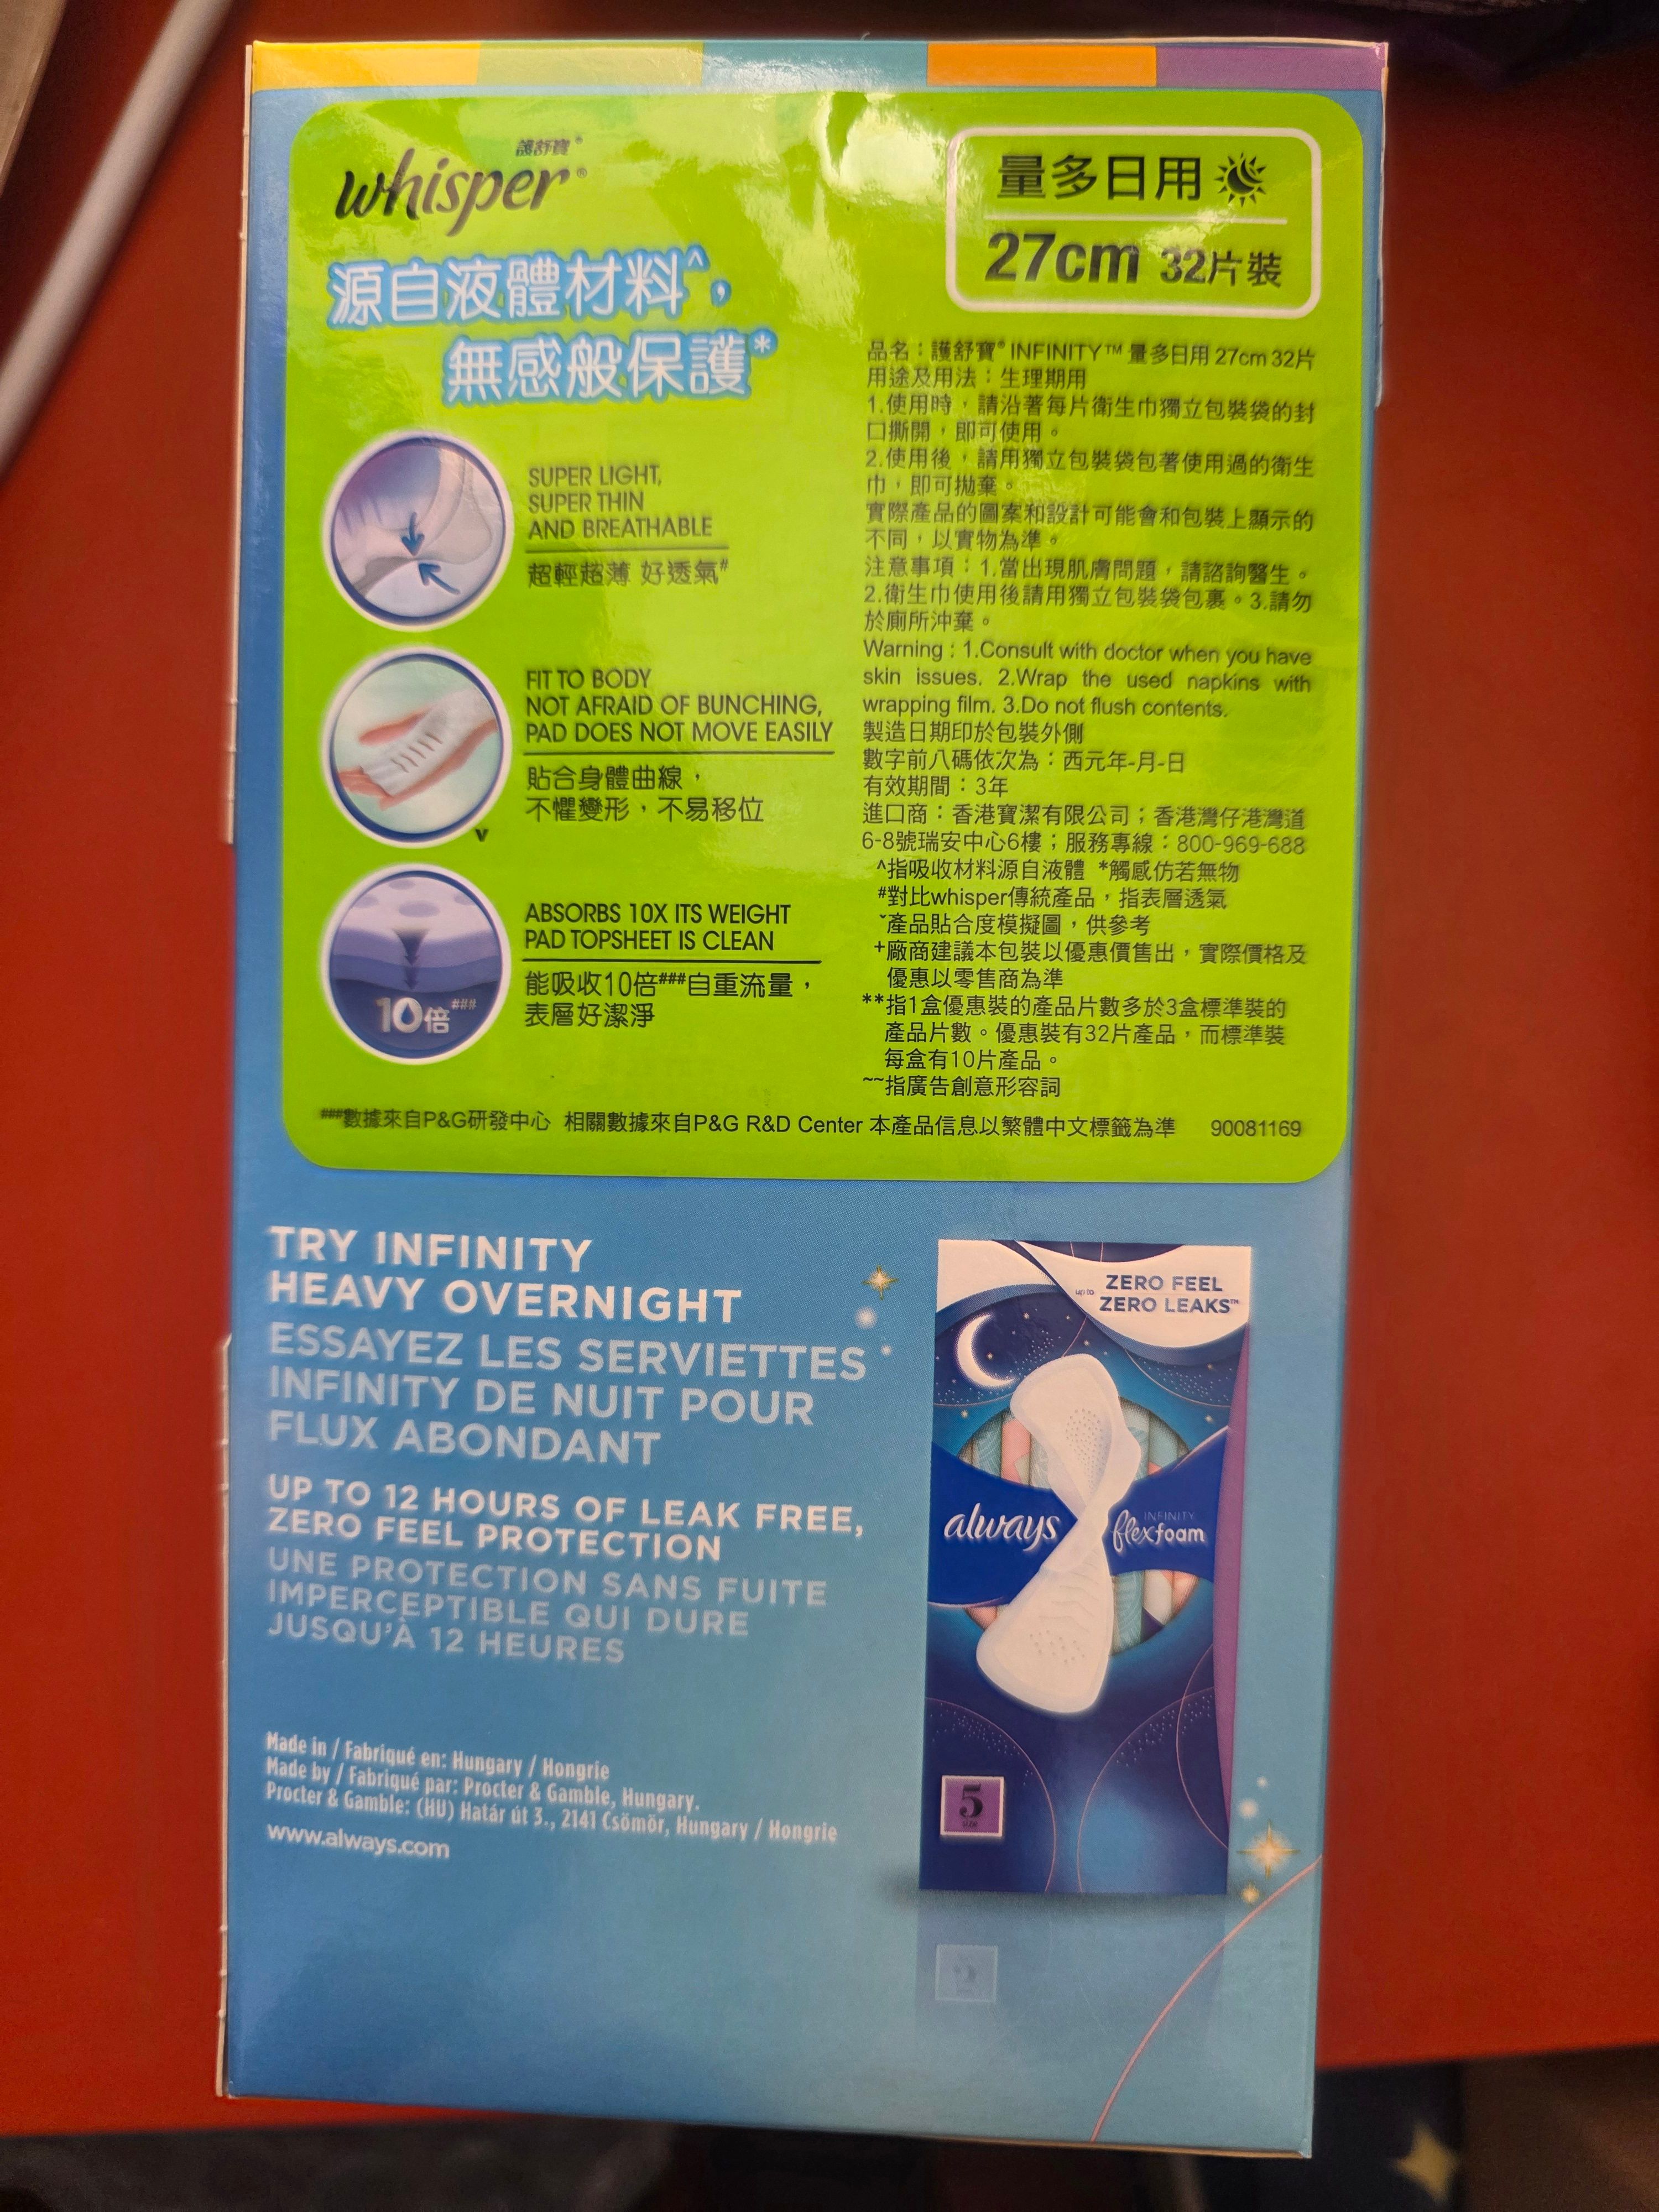 護舒寶®
whisper®
量多日用
27cm 32片裝
源自液體材料^，
無感般保護*
SUPER LIGHT,
SUPER THIN
AND BREATHABLE
超輕超薄 好透氣#
FIT TO BODY
NOT AFRAID OF BUNCHING,
PAD DOES NOT MOVE EASILY
貼合身體曲線，
不懼變形，不易移位
v
ABSORBS 10X ITS WEIGHT
PAD TOPSHEET IS CLEAN
能吸收10倍###自重流量，
表層好潔淨
10倍###
品名：護舒寶® INFINITY™ 量多日用 27cm 32片
用途及用法：生理期用
1.使用時，請沿著每片衛生巾獨立包裝袋的封
口撕開，即可使用。
2.使用後，請用獨立包裝袋包著使用過的衛生
巾，即可拋棄。
實際產品的圖案和設計可能會和包裝上顯示的
不同，以實物為準。
注意事項：1.當出現肌膚問題，請諮詢醫生。
2.衛生巾使用後請用獨立包裝袋包裹。3.請勿
於廁所沖棄。
Warning : 1.Consult with doctor when you have
skin issues. 2.Wrap the used napkins with
wrapping film. 3.Do not flush contents.
製造日期印於包裝外側
數字前八碼依次為：西元年-月-日
有效期間：3年
進口商：香港寶潔有限公司；香港灣仔港灣道
6-8號瑞安中心6樓；服務專線：800-969-688
^指吸收材料源自液體 *觸感仿若無物
#對比whisper傳統產品，指表層透氣
ˇ產品貼合度模擬圖，供參考
+廠商建議本包裝以優惠價售出，實際價格及
優惠以零售商為準
**指1盒優惠裝的產品片數多於3盒標準裝的
產品片數。優惠裝有32片產品，而標準裝
每盒有10片產品。
~~指廣告創意形容詞
###數據來自P&G研發中心 相關數據來自P&G R&D Center 本產品信息以繁體中文標籤為準 90081169
TRY INFINITY
HEAVY OVERNIGHT
ESSAYEZ LES SERVIETTES
INFINITY DE NUIT POUR
FLUX ABONDANT
UP TO 12 HOURS OF LEAK FREE,
ZERO FEEL PROTECTION
UNE PROTECTION SANS FUITE
IMPERCEPTIBLE QUI DURE
JUSQU'À 12 HEURES
Made in / Fabriqué en: Hungary / Hongrie
Made by / Fabriqué par: Procter & Gamble, Hungary.
Procter & Gamble: (HU) Határ út 3., 2141 Csömör, Hungary / Hongrie
www.always.com
ZERO FEEL
up to ZERO LEAKS™
always
INFINITY
flexfoam
5